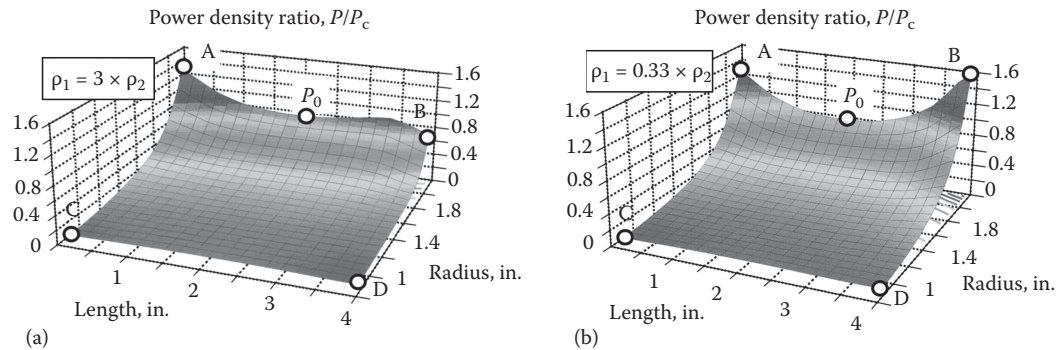 Power density ratio, P/Pc
ρ1 = 3 × ρ2
A
P0
B
C
D
1.6
1.2
0.8
0.4
0
1.6
1.2
0.8
0.4
0
1.8
1.4
1
Radius, in.
1
2
3
4
Length, in.
(a)
Power density ratio, P/Pc
ρ1 = 0.33 × ρ2
A
P0
B
C
D
1.6
1.2
0.8
0.4
0
1.6
1.2
0.8
0.4
0
1.8
1.4
1
Radius, in.
1
2
3
4
Length, in.
(b)